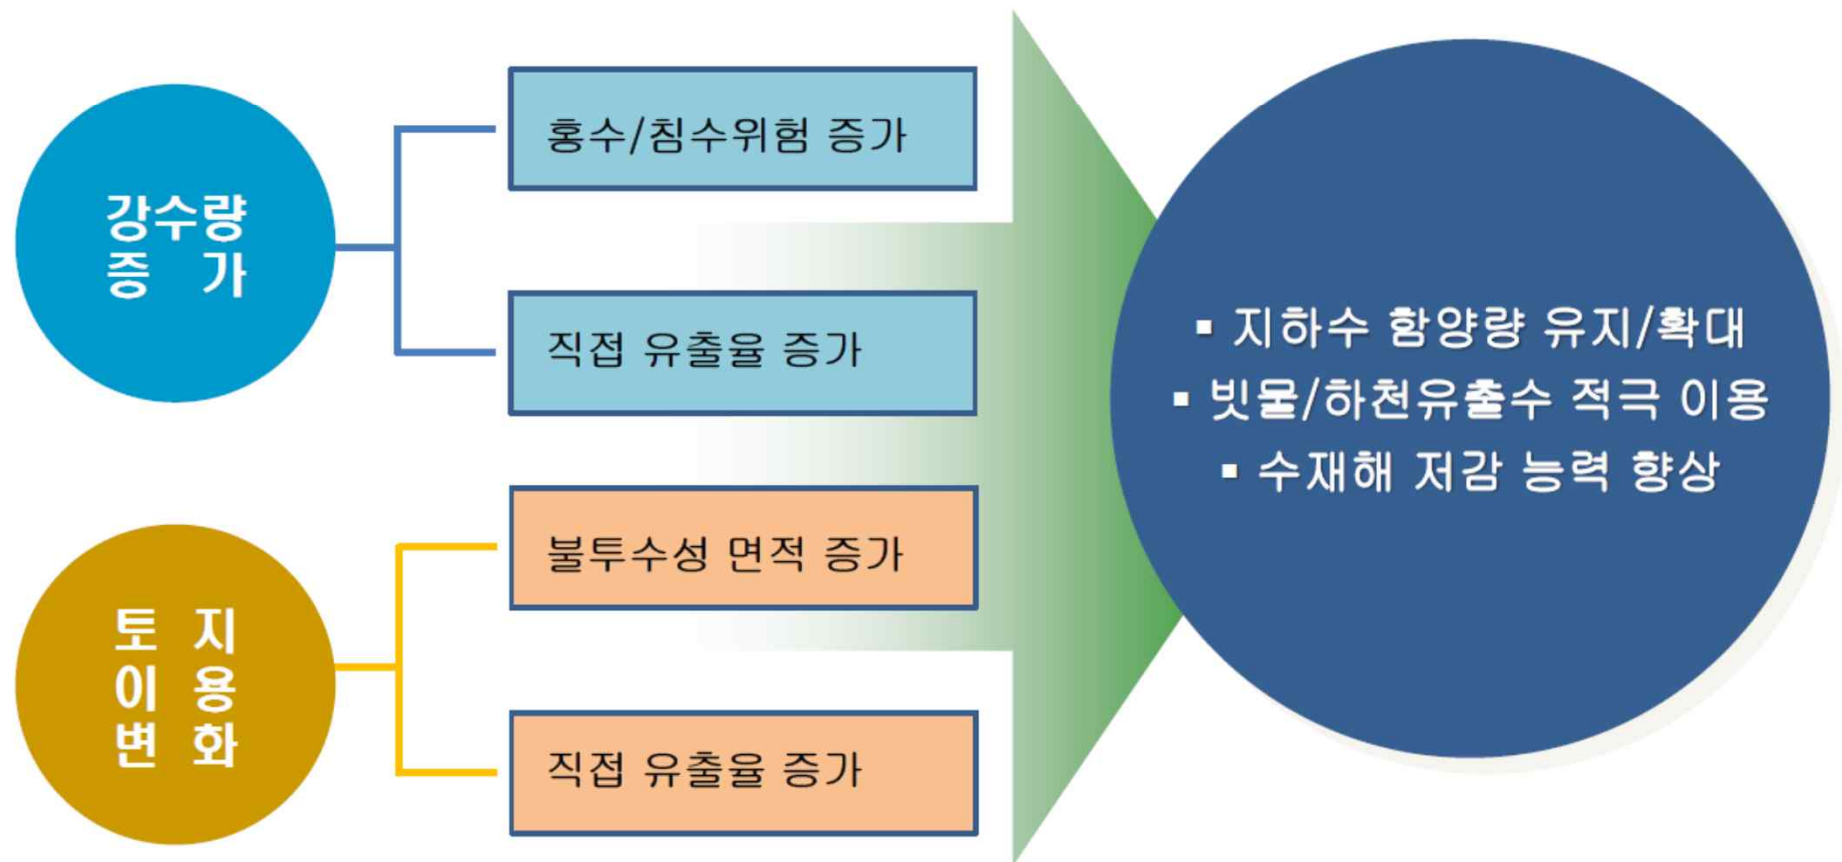 강수량
증 가
홍수/침수위험 증가
직접 유출율 증가
토 지
이 용
변 화
불투수성 면적 증가
직접 유출율 증가
▪ 지하수 함양량 유지/확대
▪ 빗물/하천유출수 적극 이용
▪ 수재해 저감 능력 향상